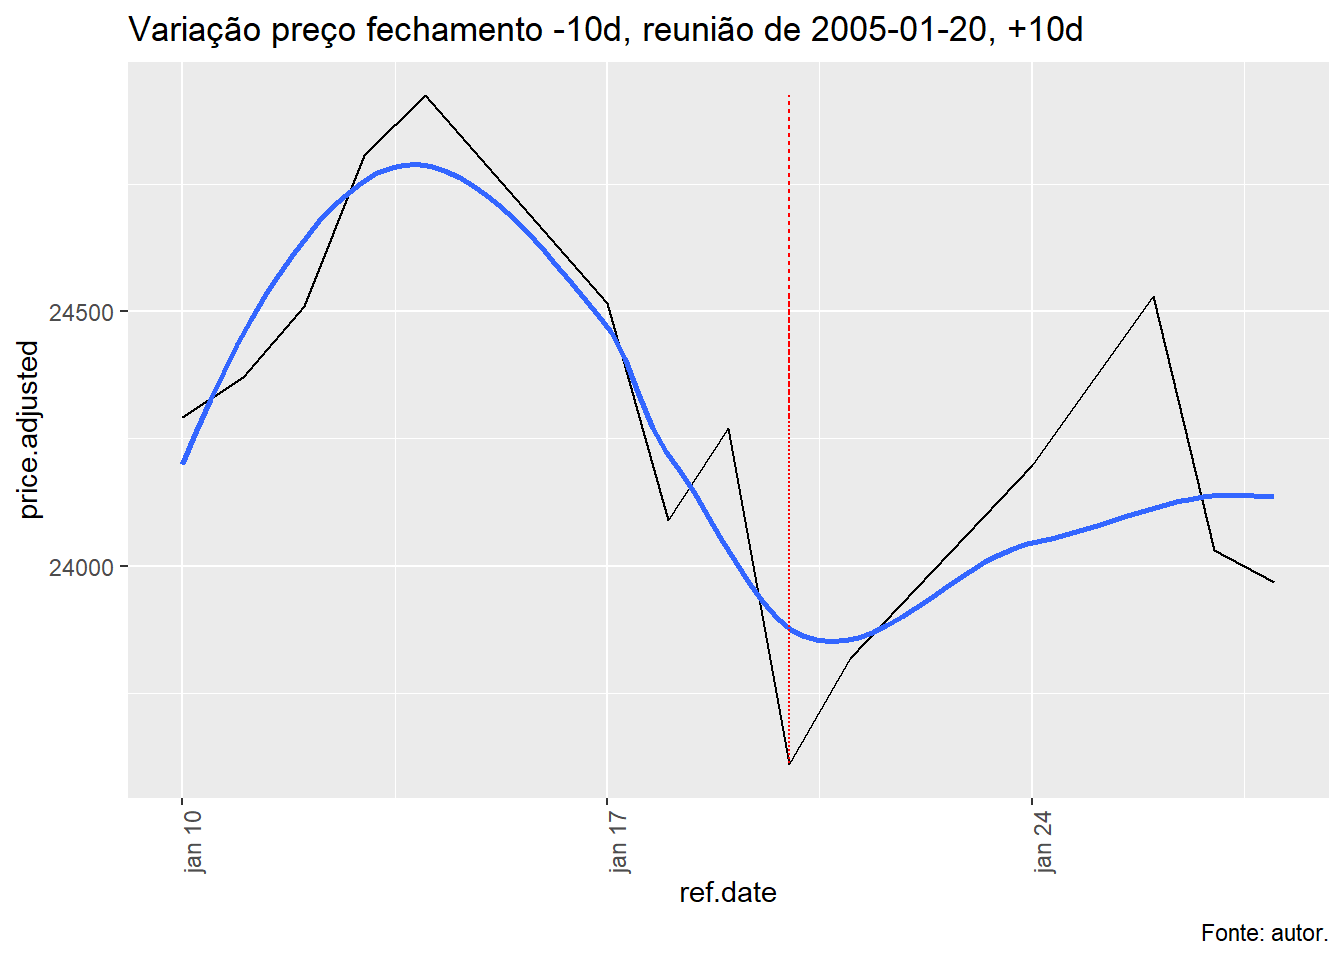 Variação preço fechamento -10d, reunião de 2005-01-20, +10d
price.adjusted
24500
24000
jan 10
jan 17
jan 24
ref.date
Fonte: autor.